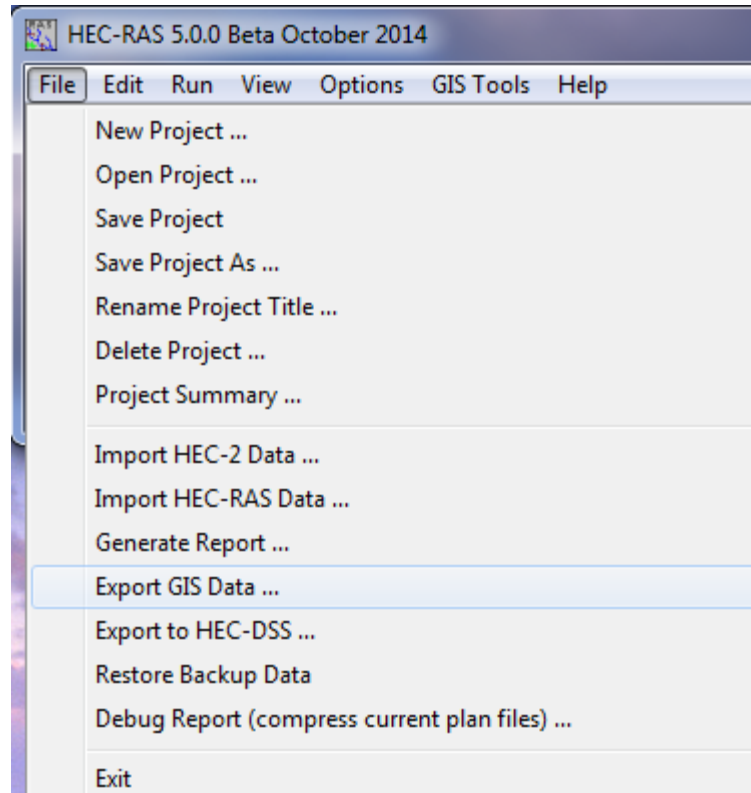 HEC-RAS 5.0.0 Beta October 2014
File Edit Run View Options GIS Tools Help
New Project ...
Open Project ...
Save Project
Save Project As ...
Rename Project Title ...
Delete Project ...
Project Summary ...
Import HEC-2 Data ...
Import HEC-RAS Data ...
Generate Report ...
Export GIS Data ...
Export to HEC-DSS ...
Restore Backup Data
Debug Report (compress current plan files) ...
Exit